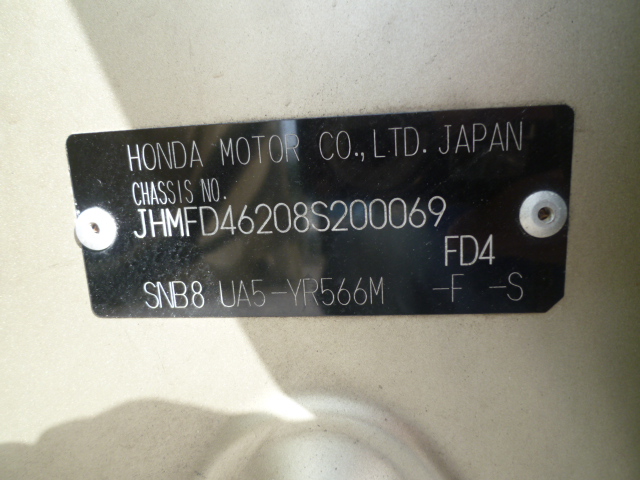 HONDA MOTOR CO.,LTD. JAPAN
CHASSIS NO.
JHMFD46208S200069
FD4
SNB8 UA5-YR566M -F -S